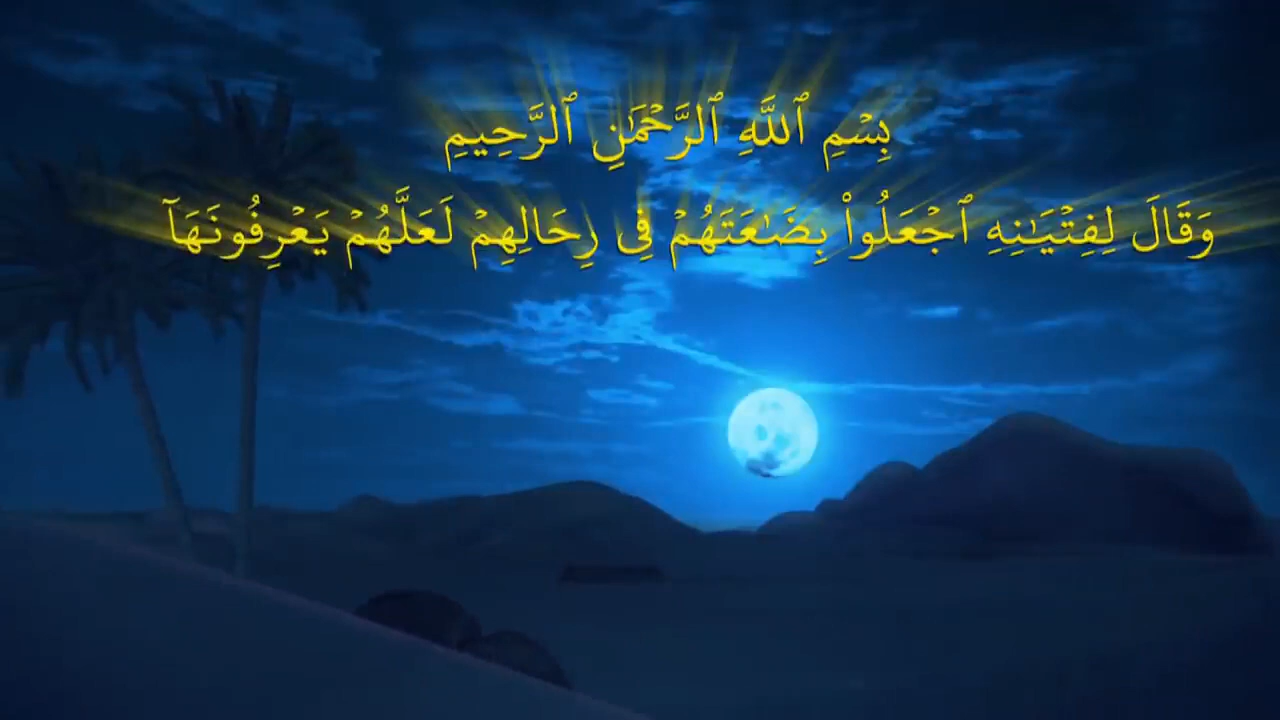 بِسۡمِ ٱللَّهِ ٱلرَّحۡمَٰنِ ٱلرَّحِيمِ
وَقَالَ لِفِتۡيَٰنِهِ ٱجۡعَلُواْ بِضَٰعَتَهُمۡ فِي رِحَالِهِمۡ لَعَلَّهُمۡ يَعۡرِفُونَهَآ